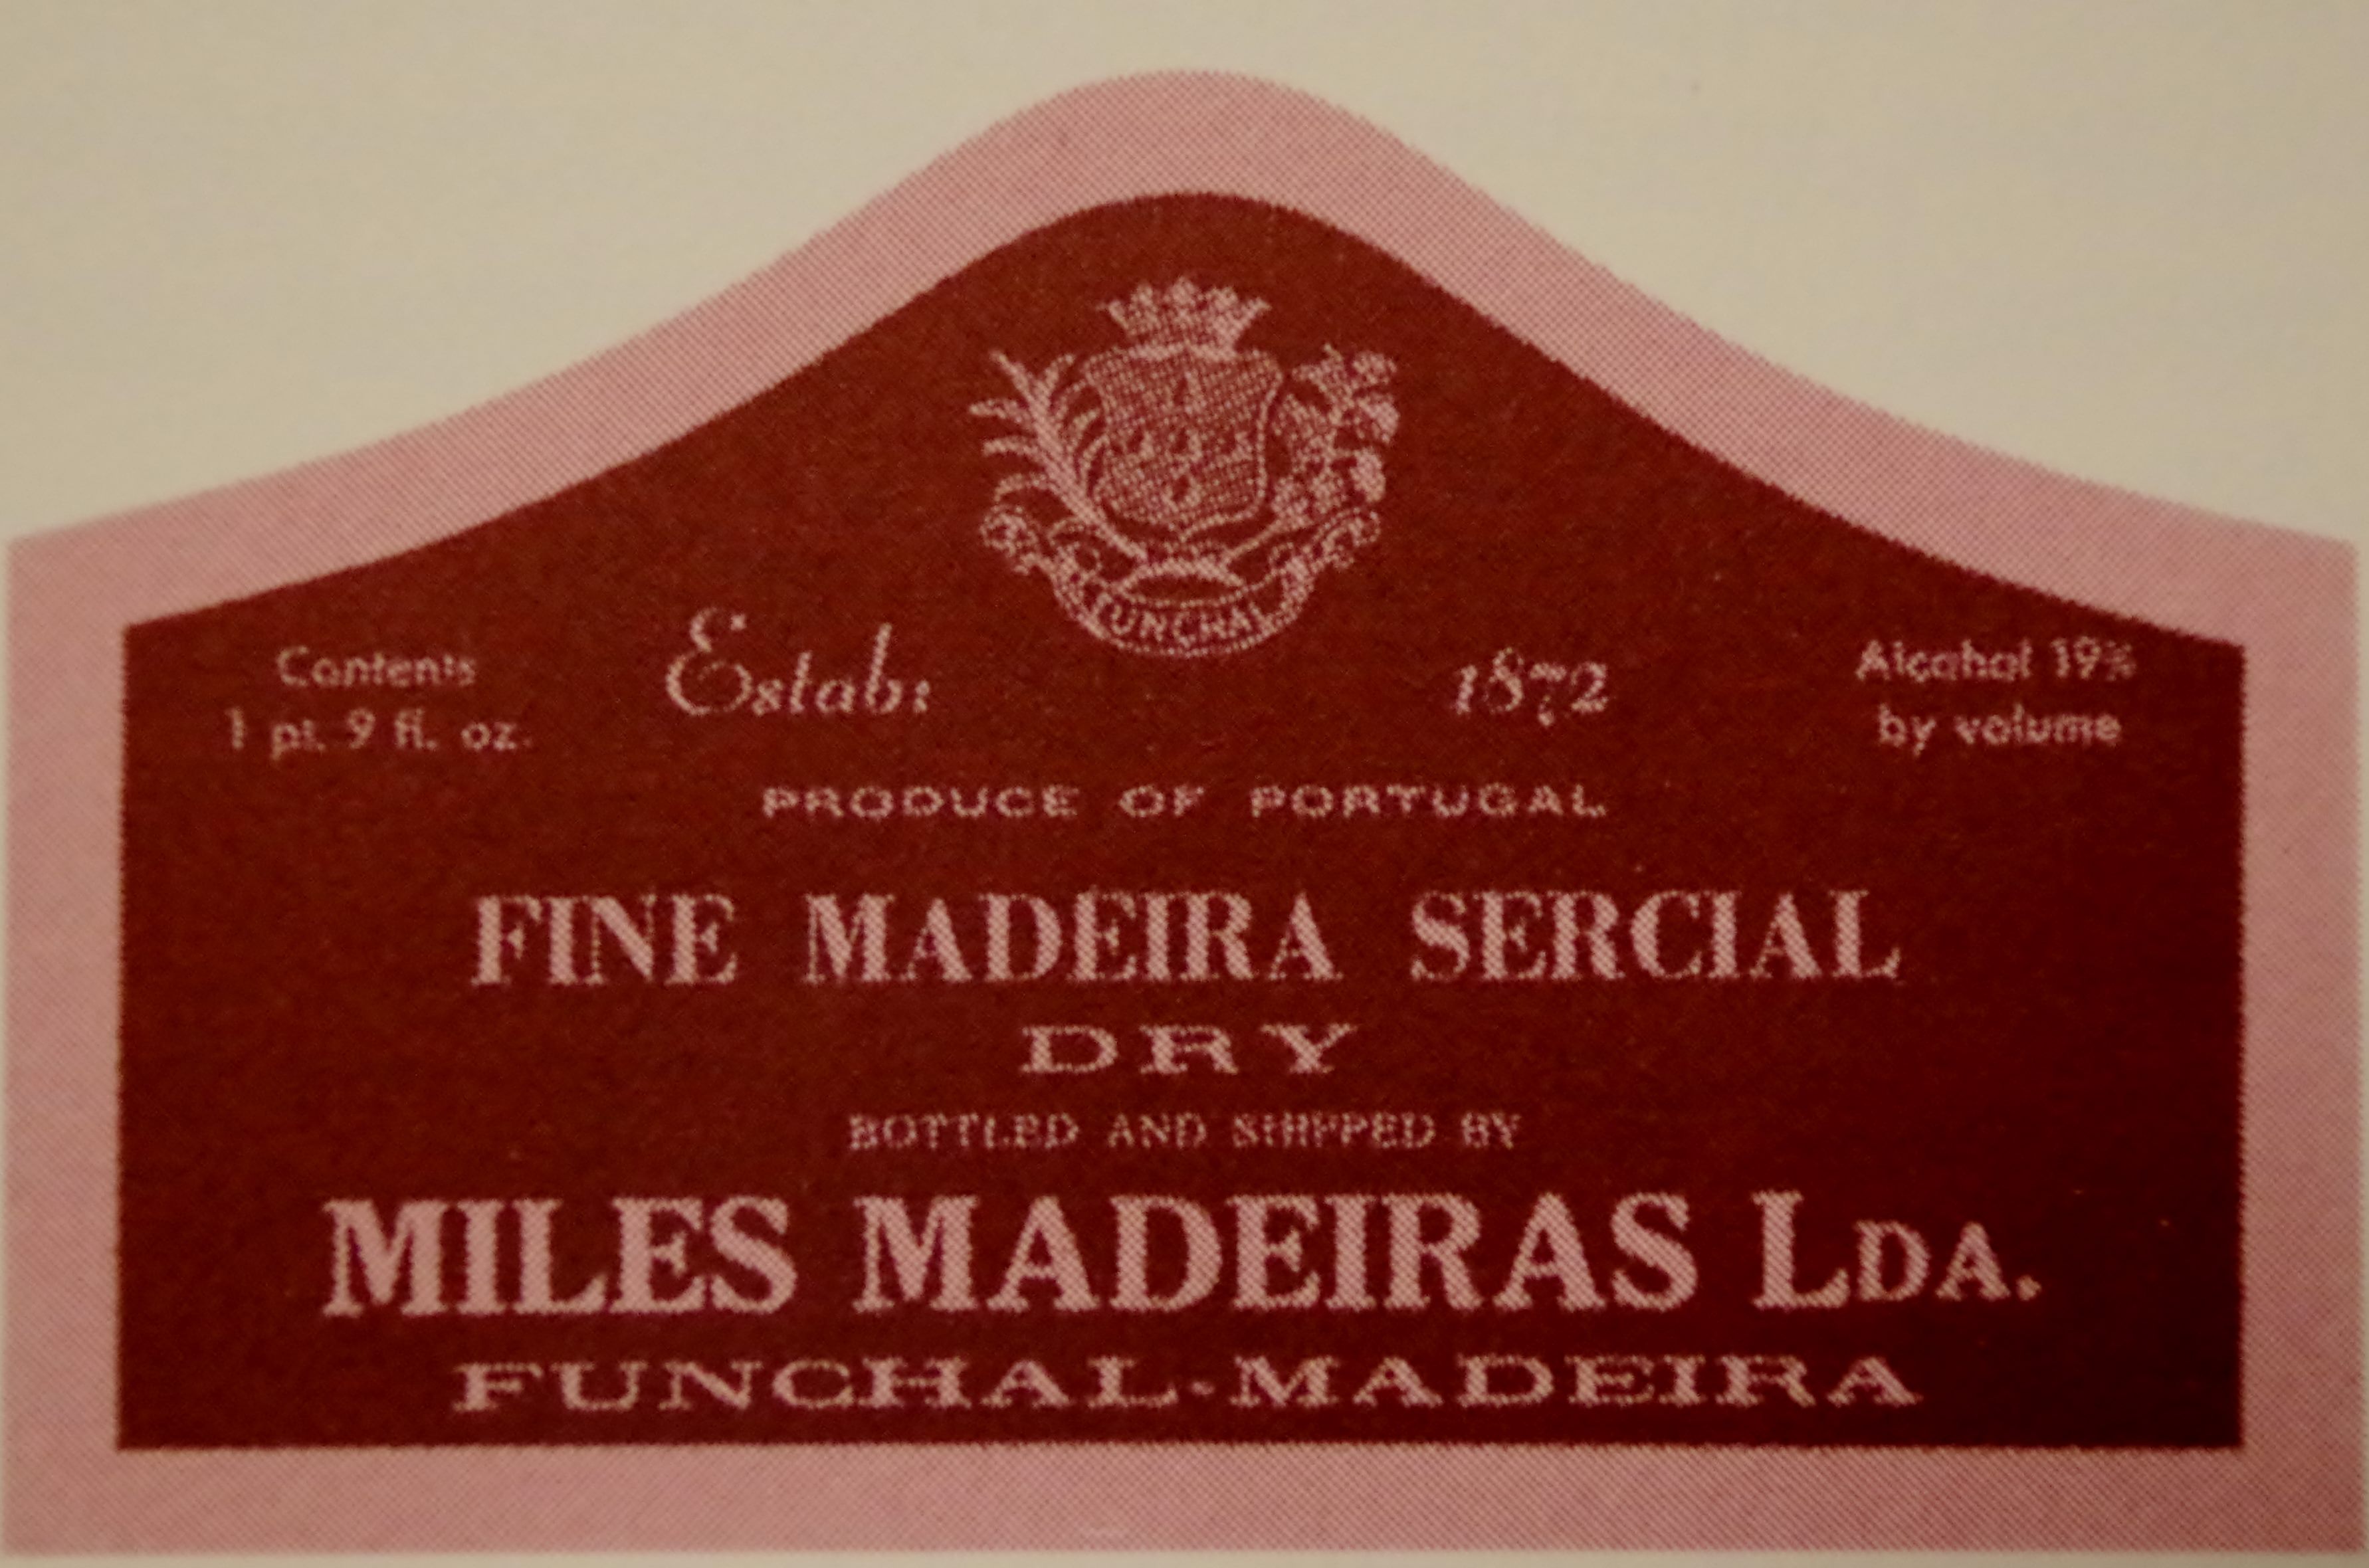 FUNCHAL
Contents
1 pt. 9 fl. oz.
Estab: 1872
Alcohol 19%
by volume
PRODUCE OF PORTUGAL
FINE MADEIRA SERCIAL
DRY
BOTTLED AND SHIPPED BY
MILES MADEIRAS LDA.
FUNCHAL-MADEIRA